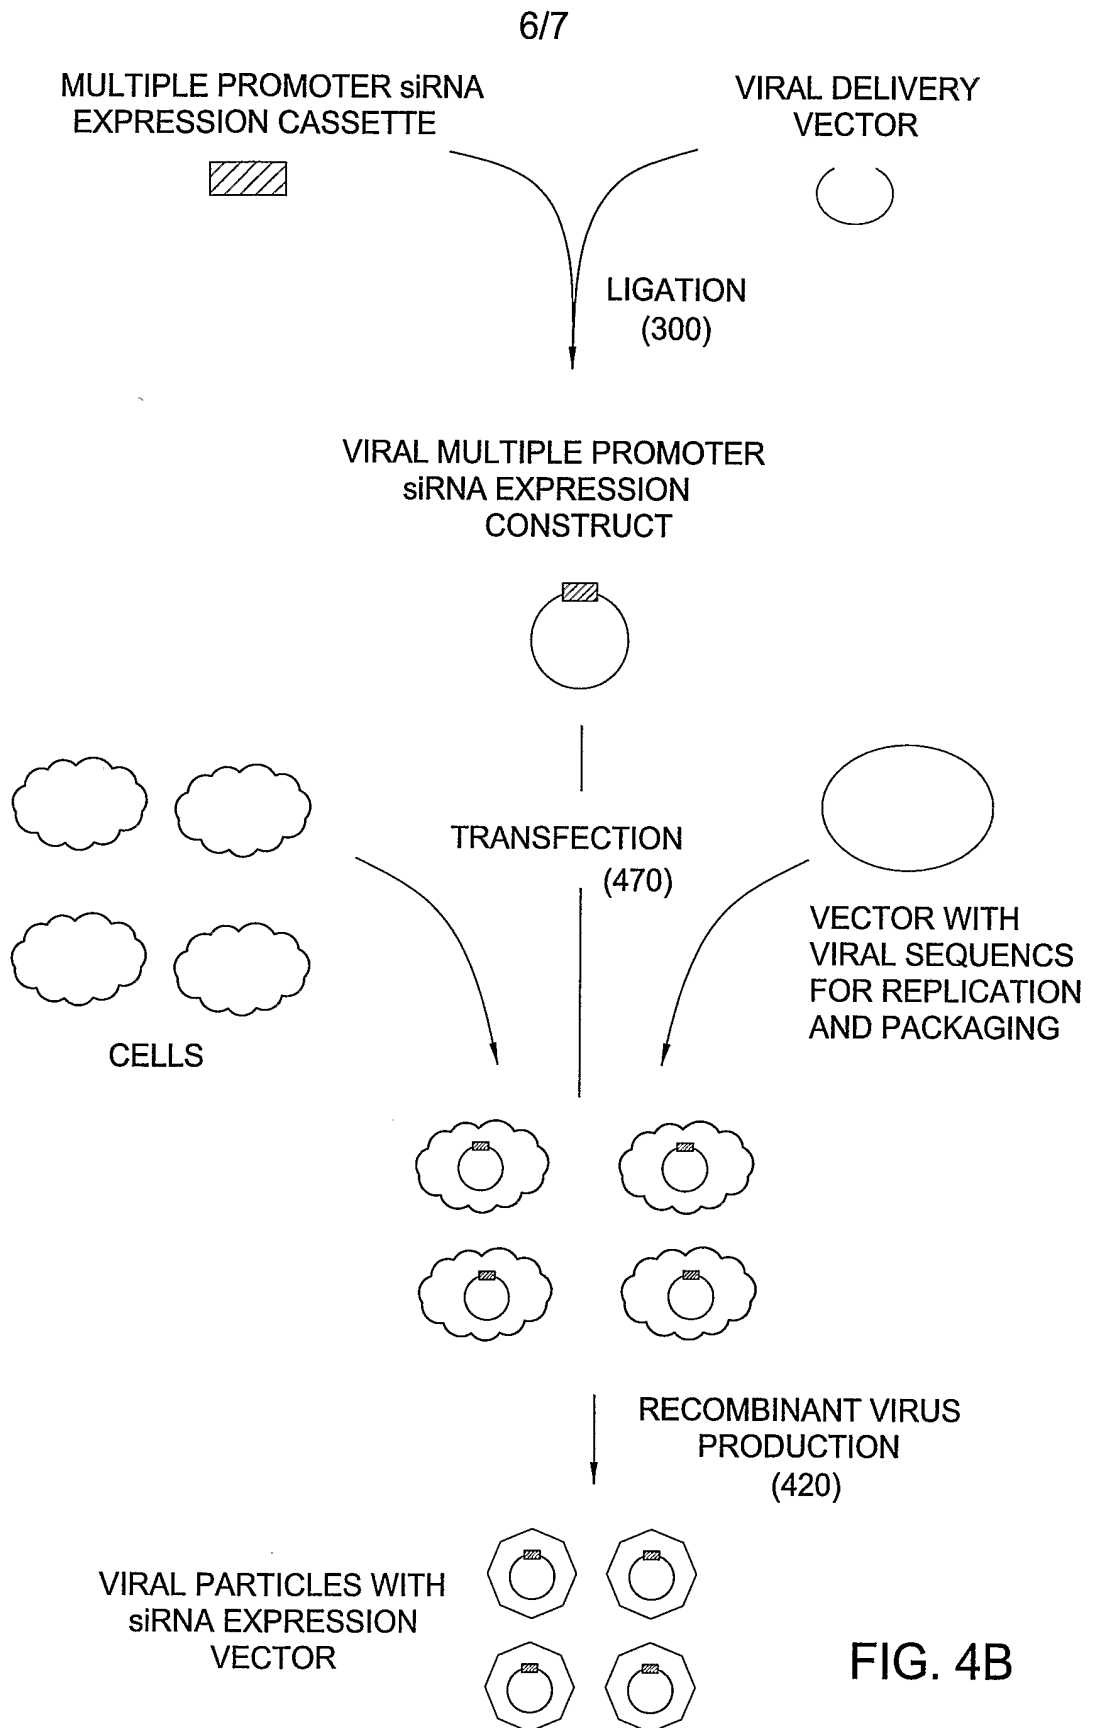 6/7
MULTIPLE PROMOTER siRNA
EXPRESSION CASSETTE
VIRAL DELIVERY
VECTOR
LIGATION
(300)
VIRAL MULTIPLE PROMOTER
siRNA EXPRESSION
CONSTRUCT
TRANSFECTION
(470)
CELLS
VECTOR WITH
VIRAL SEQUENCS
FOR REPLICATION
AND PACKAGING
RECOMBINANT VIRUS
PRODUCTION
(420)
VIRAL PARTICLES WITH
siRNA EXPRESSION
VECTOR
FIG. 4B